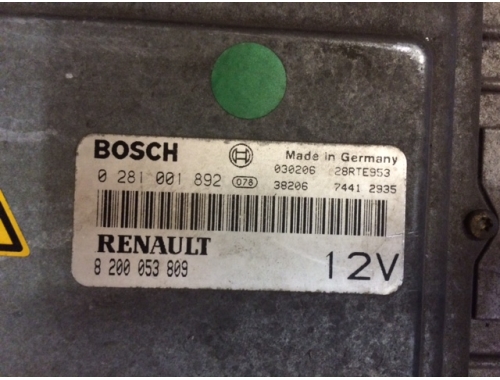 BOSCH Made in Germany
030206 28RTE953
0 281 001 892 078 38206 7441 2935
RENAULT
8 200 053 809 12V